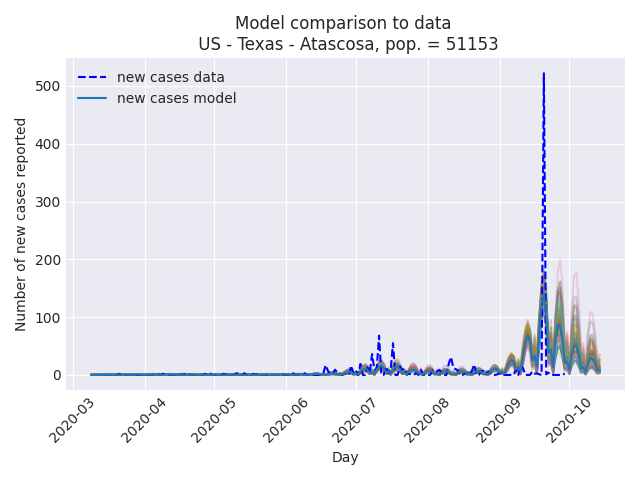 Model comparison to data
US - Texas - Atascosa, pop. = 51153
new cases data
new cases model
Number of new cases reported
500
400
300
200
100
0
2020-03
2020-04
2020-05
2020-06
2020-07
2020-08
2020-09
2020-10
Day